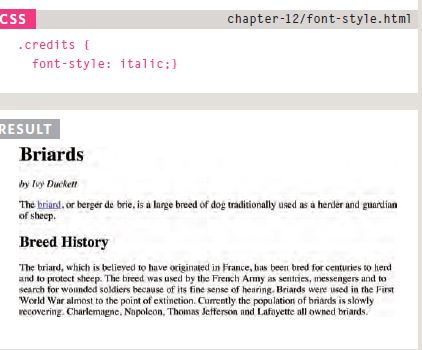 CSS chapter-12/font-style.html
.credits {
font-style: italic;}
RESULT
Briards
by Ivy Duckett
The briard, or berger de brie, is a large breed of dog traditionally used as a herder and guardian
of sheep.
Breed History
The briard, which is believed to have originated in France, has been bred for centuries to herd
and to protect sheep. The breed was used by the French Army as sentries, messengers and to
search for wounded soldiers because of its fine sense of hearing. Briards were used in the First
World War almost to the point of extinction. Currently the population of briards is slowly
recovering. Charlemagne, Napoleon, Thomas Jefferson and Lafayette all owned briards.